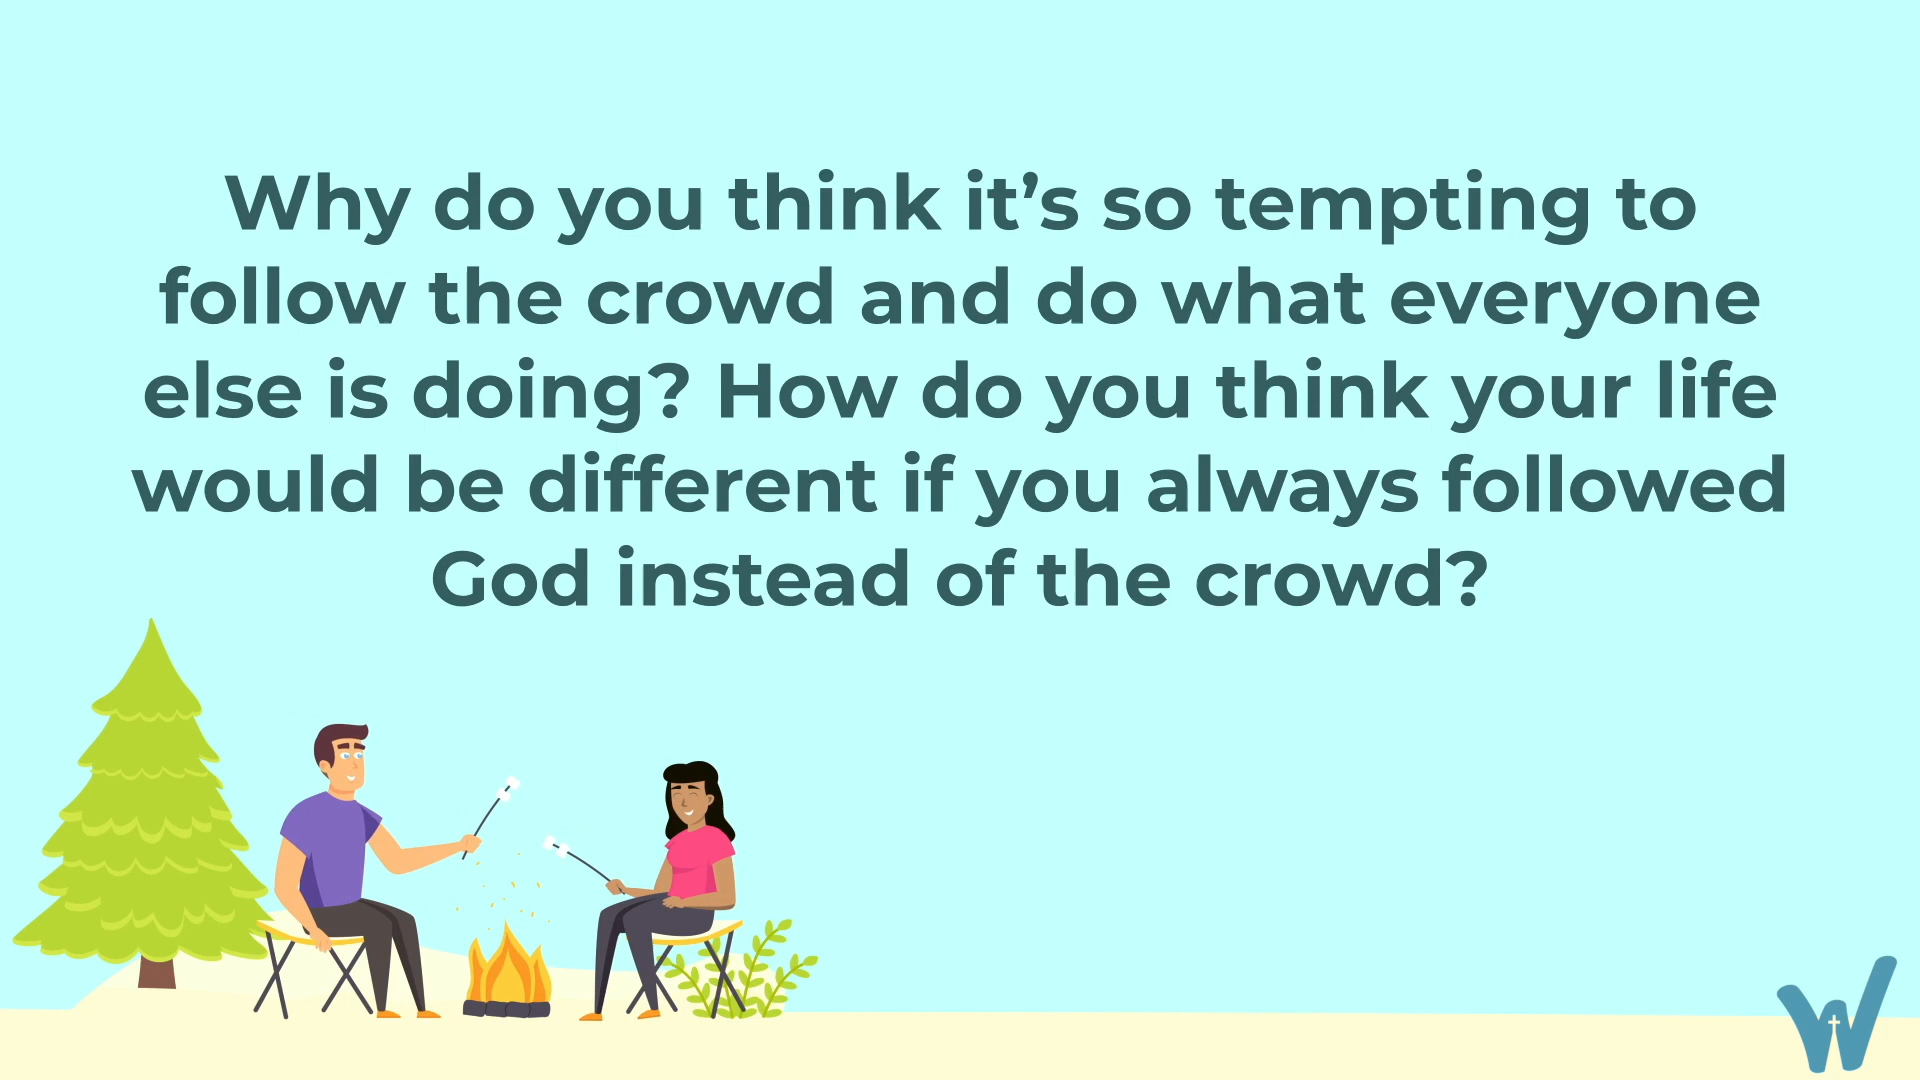 Why do you think it’s so tempting to
follow the crowd and do what everyone
else is doing? How do you think your life
would be different if you always followed
God instead of the crowd?
W